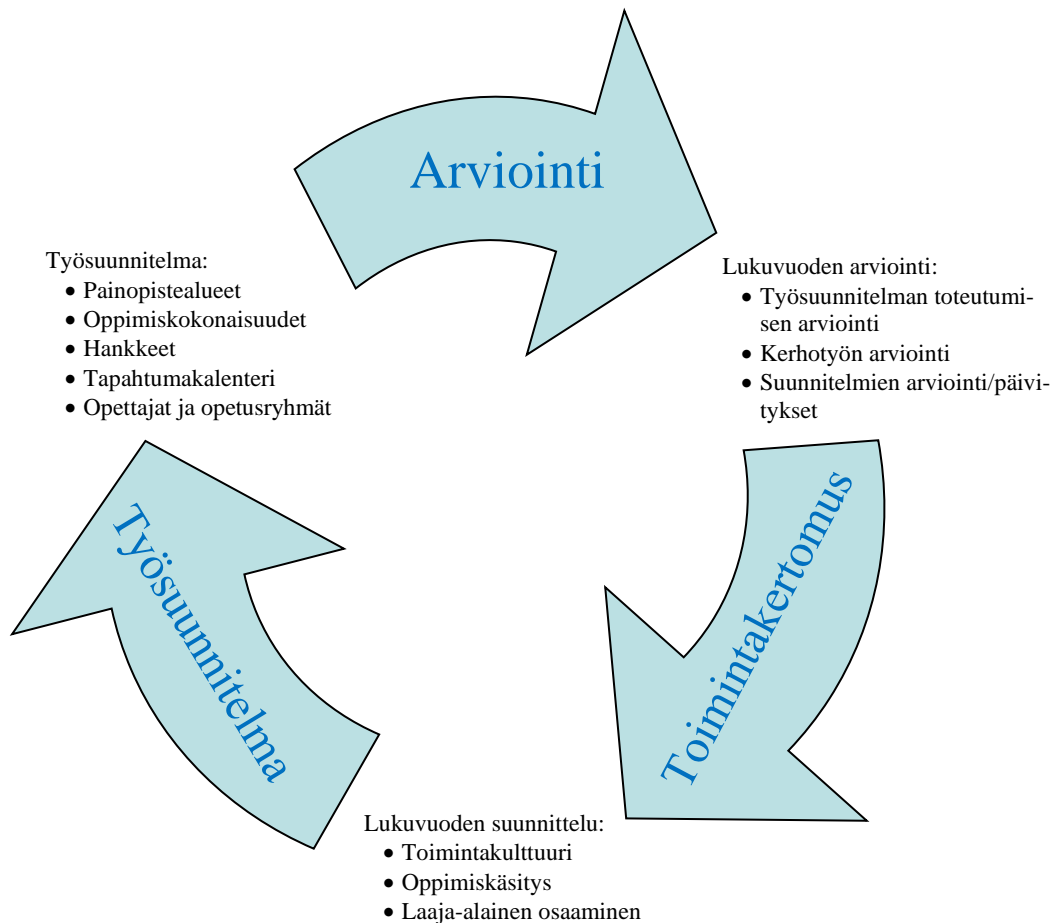 Arviointi
Työsuunnitelma:
• Painopistealueet
• Oppimiskokonaisuudet
• Hankkeet
• Tapahtumakalenteri
• Opettajat ja opetusryhmät
Lukuvuoden arviointi:
• Työsuunnitelman toteutumi-
sen arviointi
• Kerhotyön arviointi
• Suunnitelmien arviointi/päivi-
tykset
Työsuunnitelma
Toimintakertomus
Lukuvuoden suunnittelu:
• Toimintakulttuuri
• Oppimiskäsitys
• Laaja-alainen osaaminen